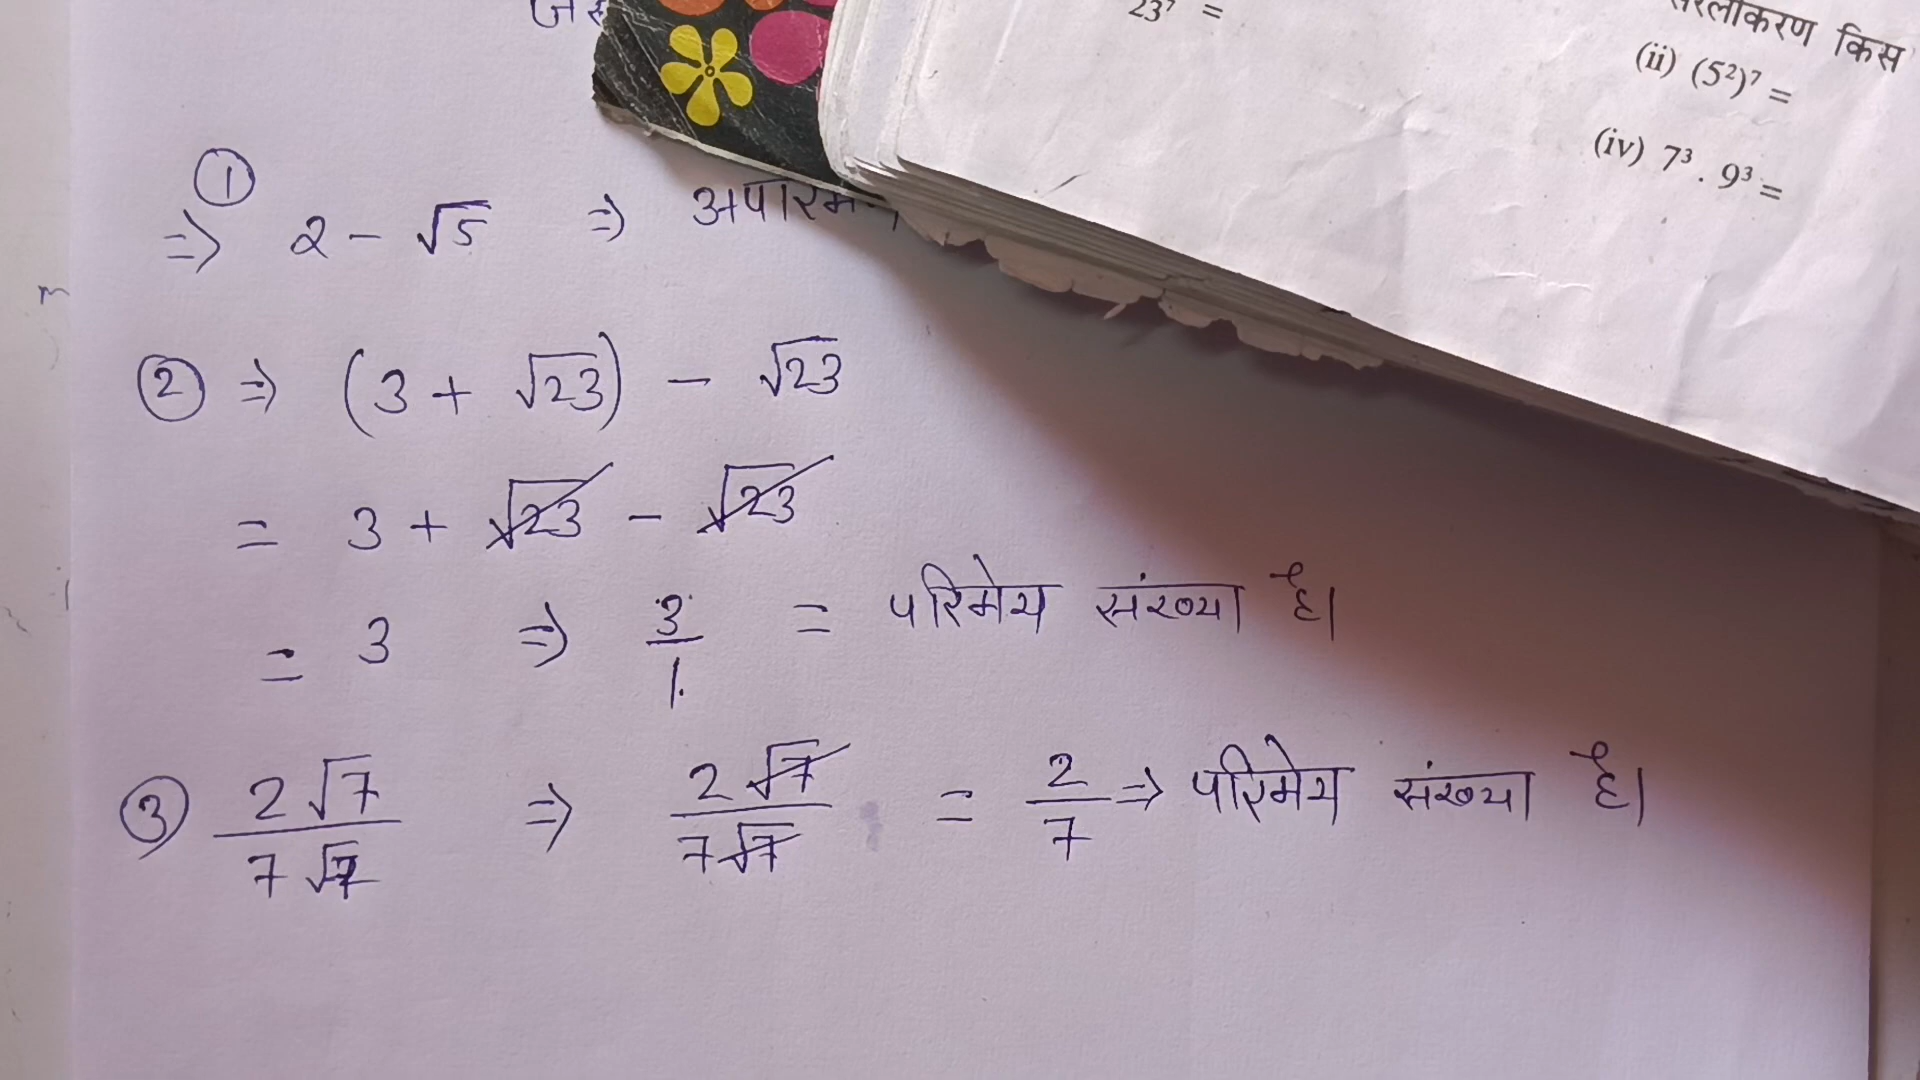 23⁷ =
सरलीकरण किस
(ii) (5²)⁷ =
(iv) 7³ . 9³ =
①
⇒ 2 - √5 ⇒
② ⇒ (3 + √23) - √23
= 3 + √23 - √23
= 3 ⇒ 3/1 = परिमेय संख्या है।
③ 2√7/7√7 ⇒ 2√7/7√7 = 2/7 ⇒ परिमेय संख्या है।